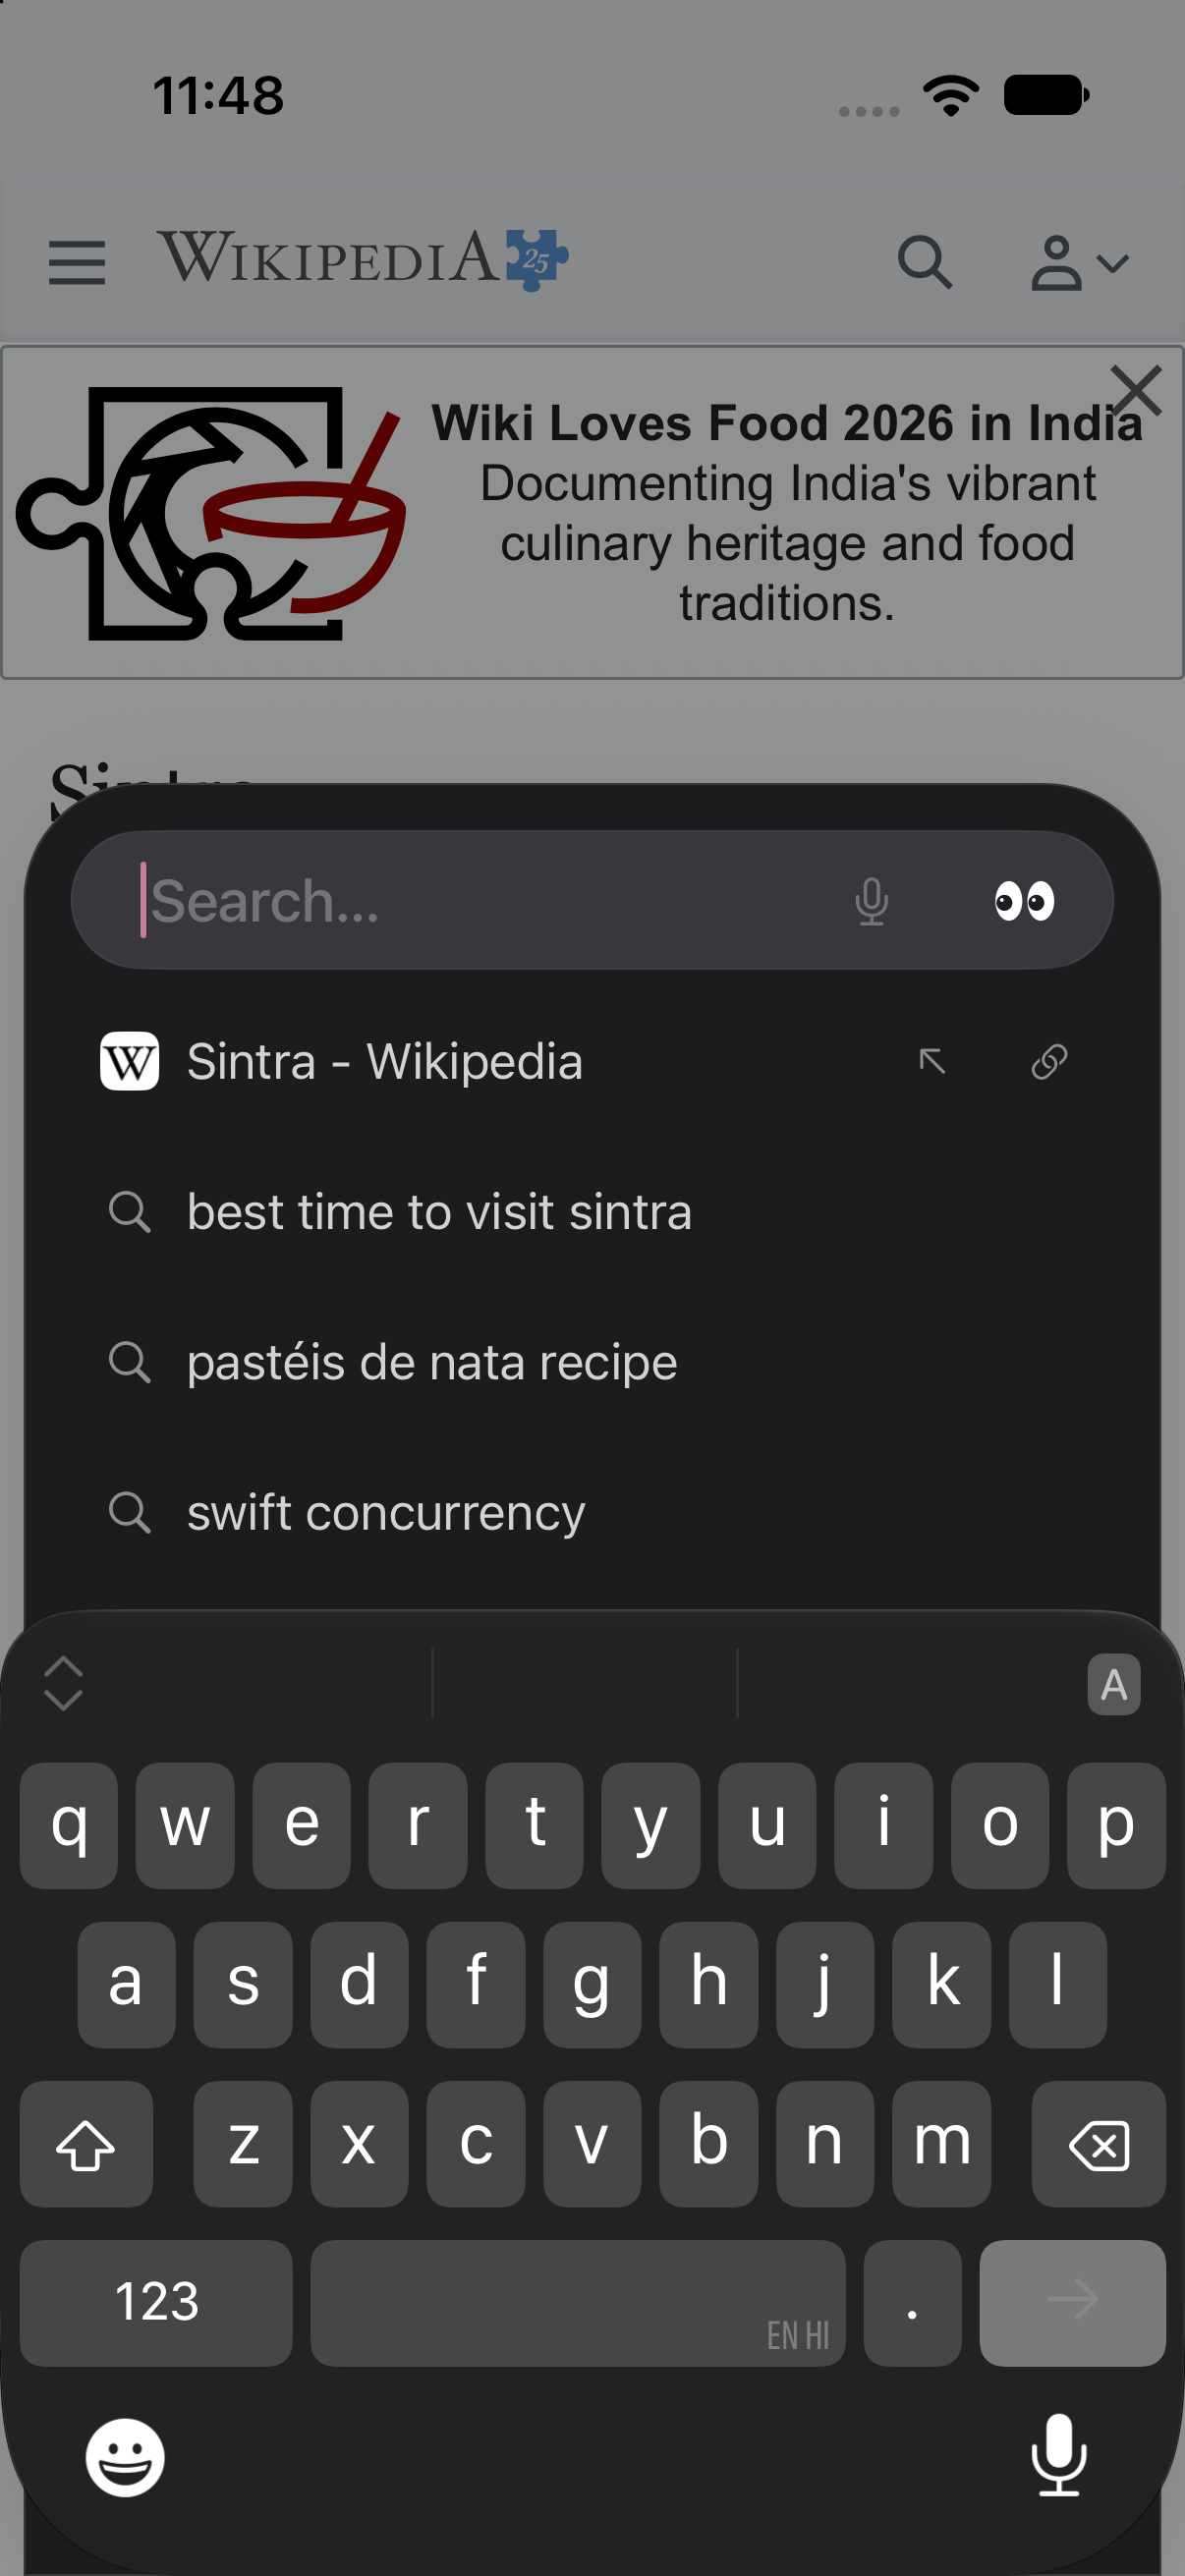 11:48
WIKIPEDIA 25
Wiki Loves Food 2026 in India
Documenting India's vibrant
culinary heritage and food
traditions.
Sintra
Search...
Sintra - Wikipedia
best time to visit sintra
pastéis de nata recipe
swift concurrency
A
q w e r t y u i o p
a s d f g h j k l
z x c v b n m
123 EN HI .